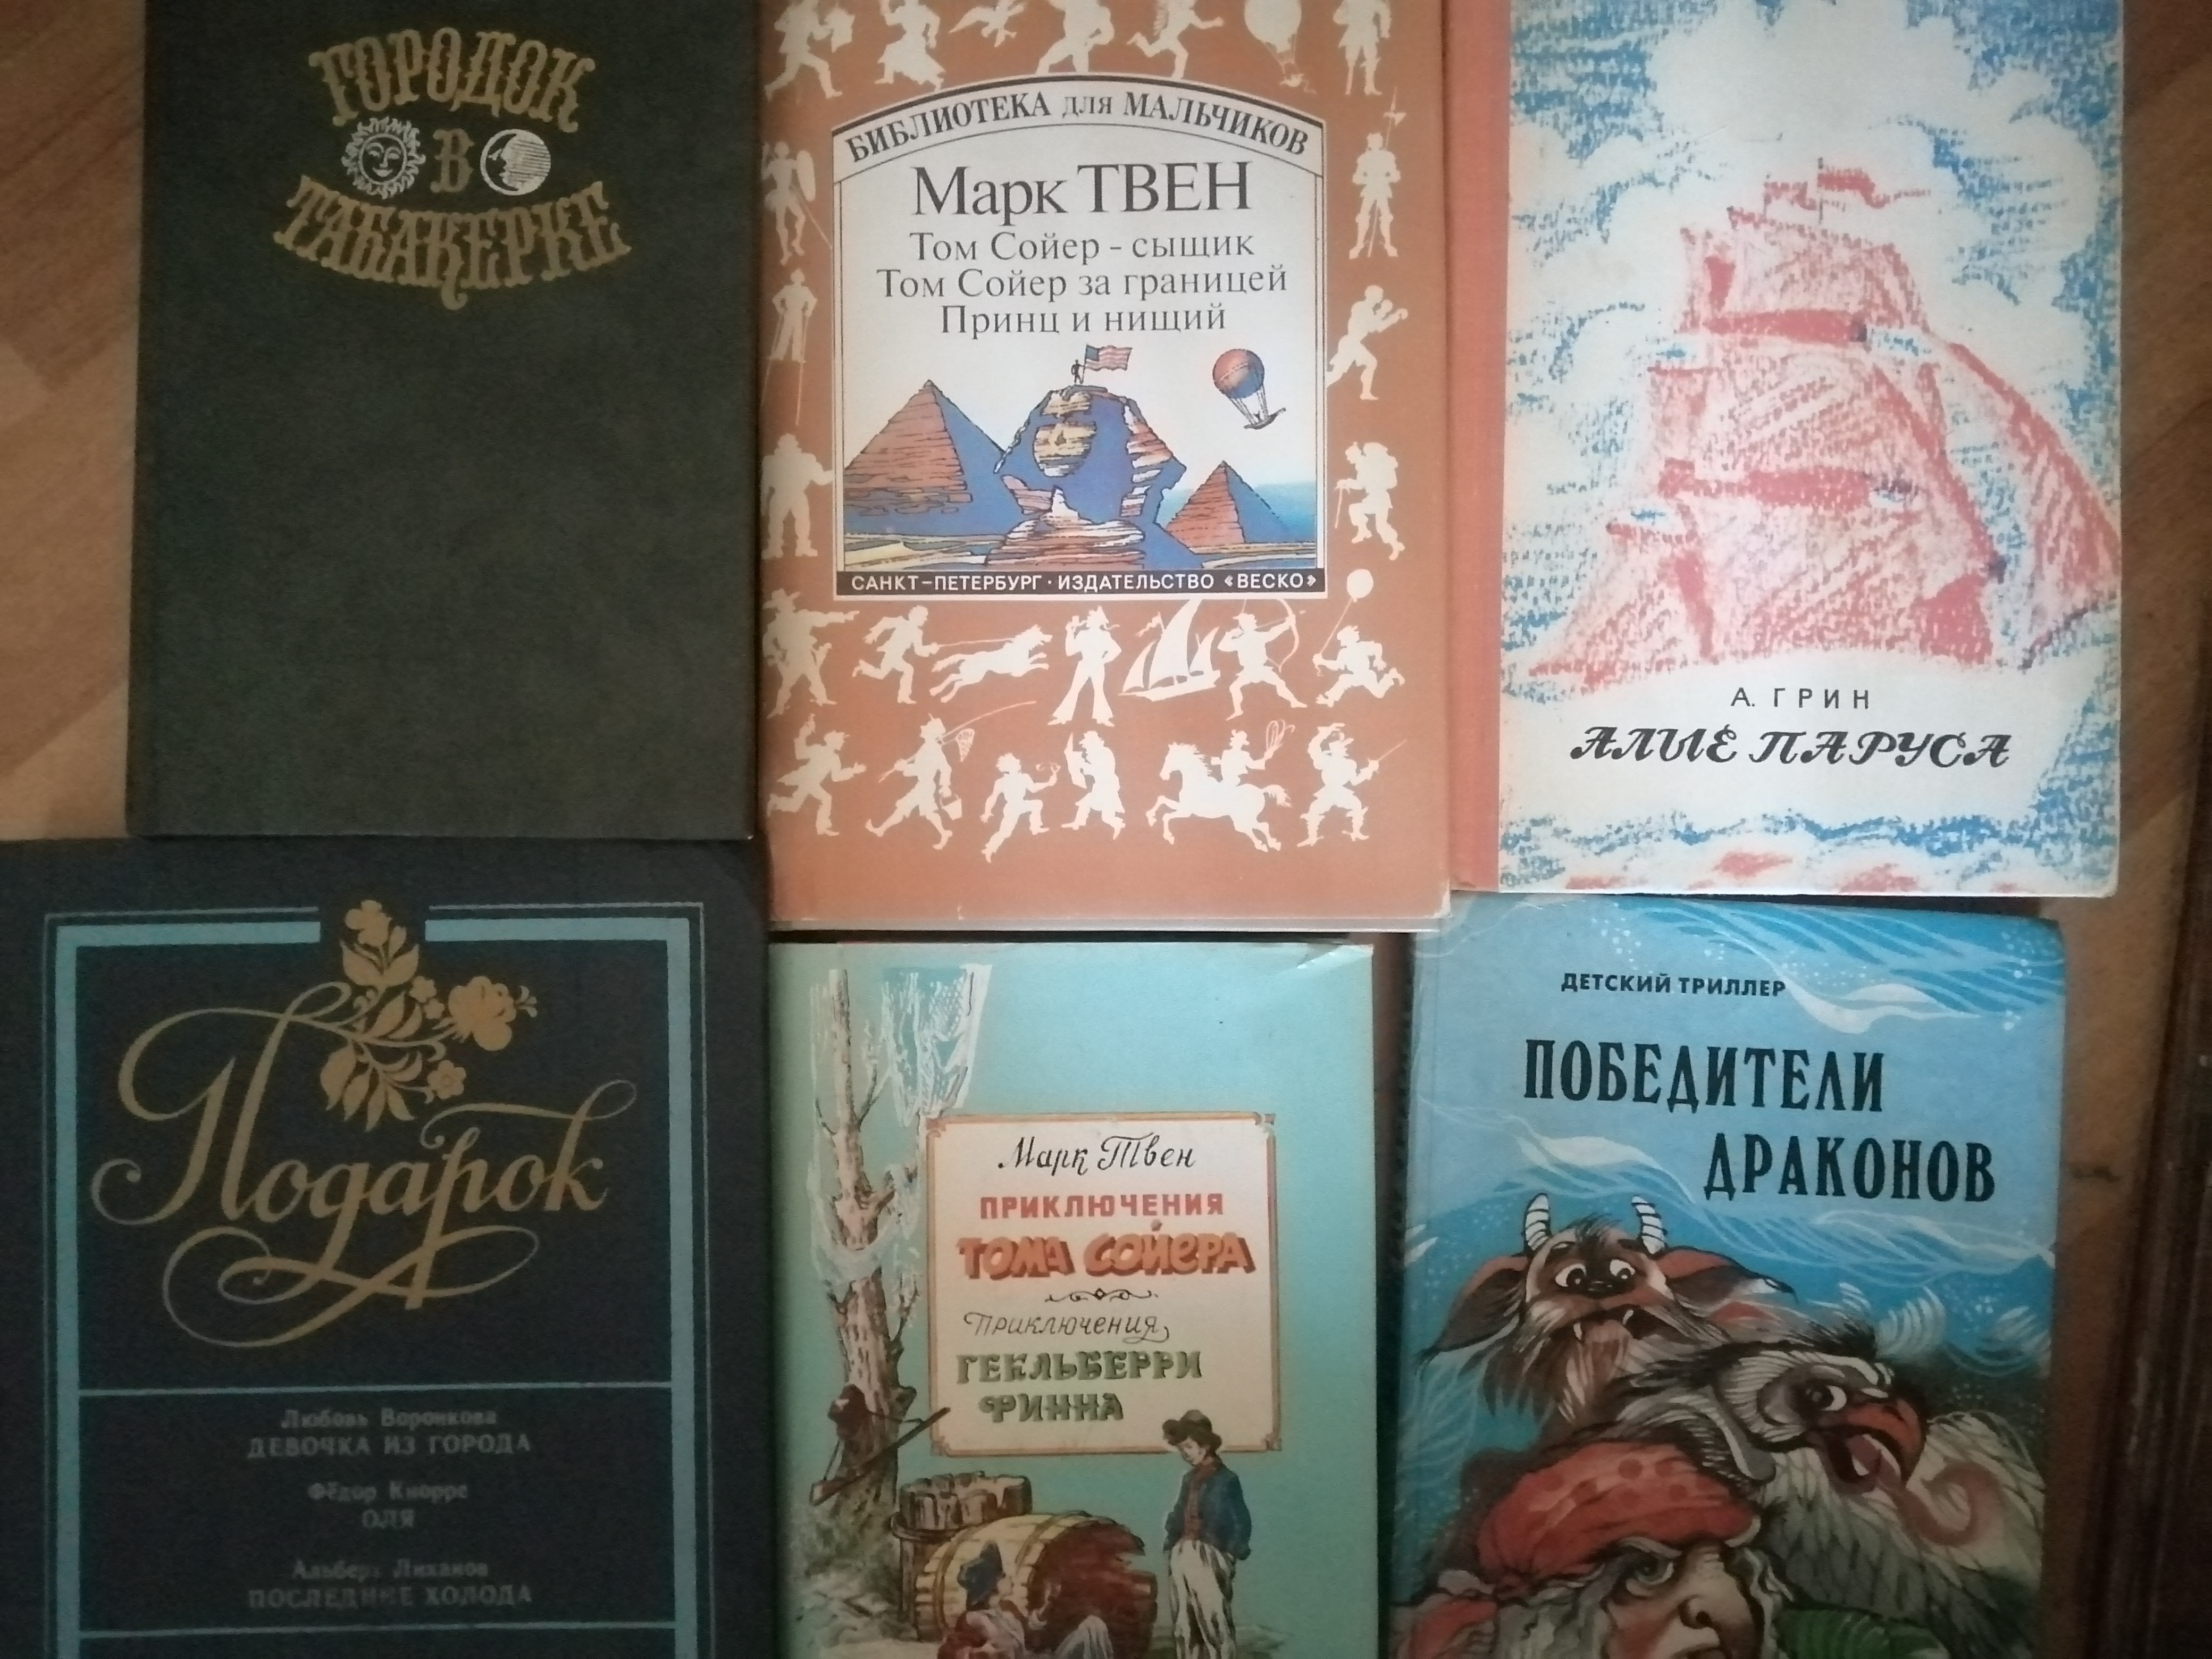 ГОРОДОК
В
ТАБАКЕРКЕ
БИБЛИОТЕКА для МАЛЬЧИКОВ
Марк ТВЕН
Том Сойер - сыщик
Том Сойер за границей
Принц и нищий
САНКТ-ПЕТЕРБУРГ · ИЗДАТЕЛЬСТВО «ВЕСКО»
А. ГРИН
АЛЫЕ ПАРУСА
Подарок
Любовь Воронкова
ДЕВОЧКА ИЗ ГОРОДА
Фёдор Кнорре
ОЛЯ
Альберт Лиханов
ПОСЛЕДНИЕ ХОЛОДА
Марк Твен
ПРИКЛЮЧЕНИЯ
ТОМА СОЙЕРА
Приключения
ГЕКЛЬБЕРРИ
ФИННА
ДЕТСКИЙ ТРИЛЛЕР
ПОБЕДИТЕЛИ
ДРАКОНОВ